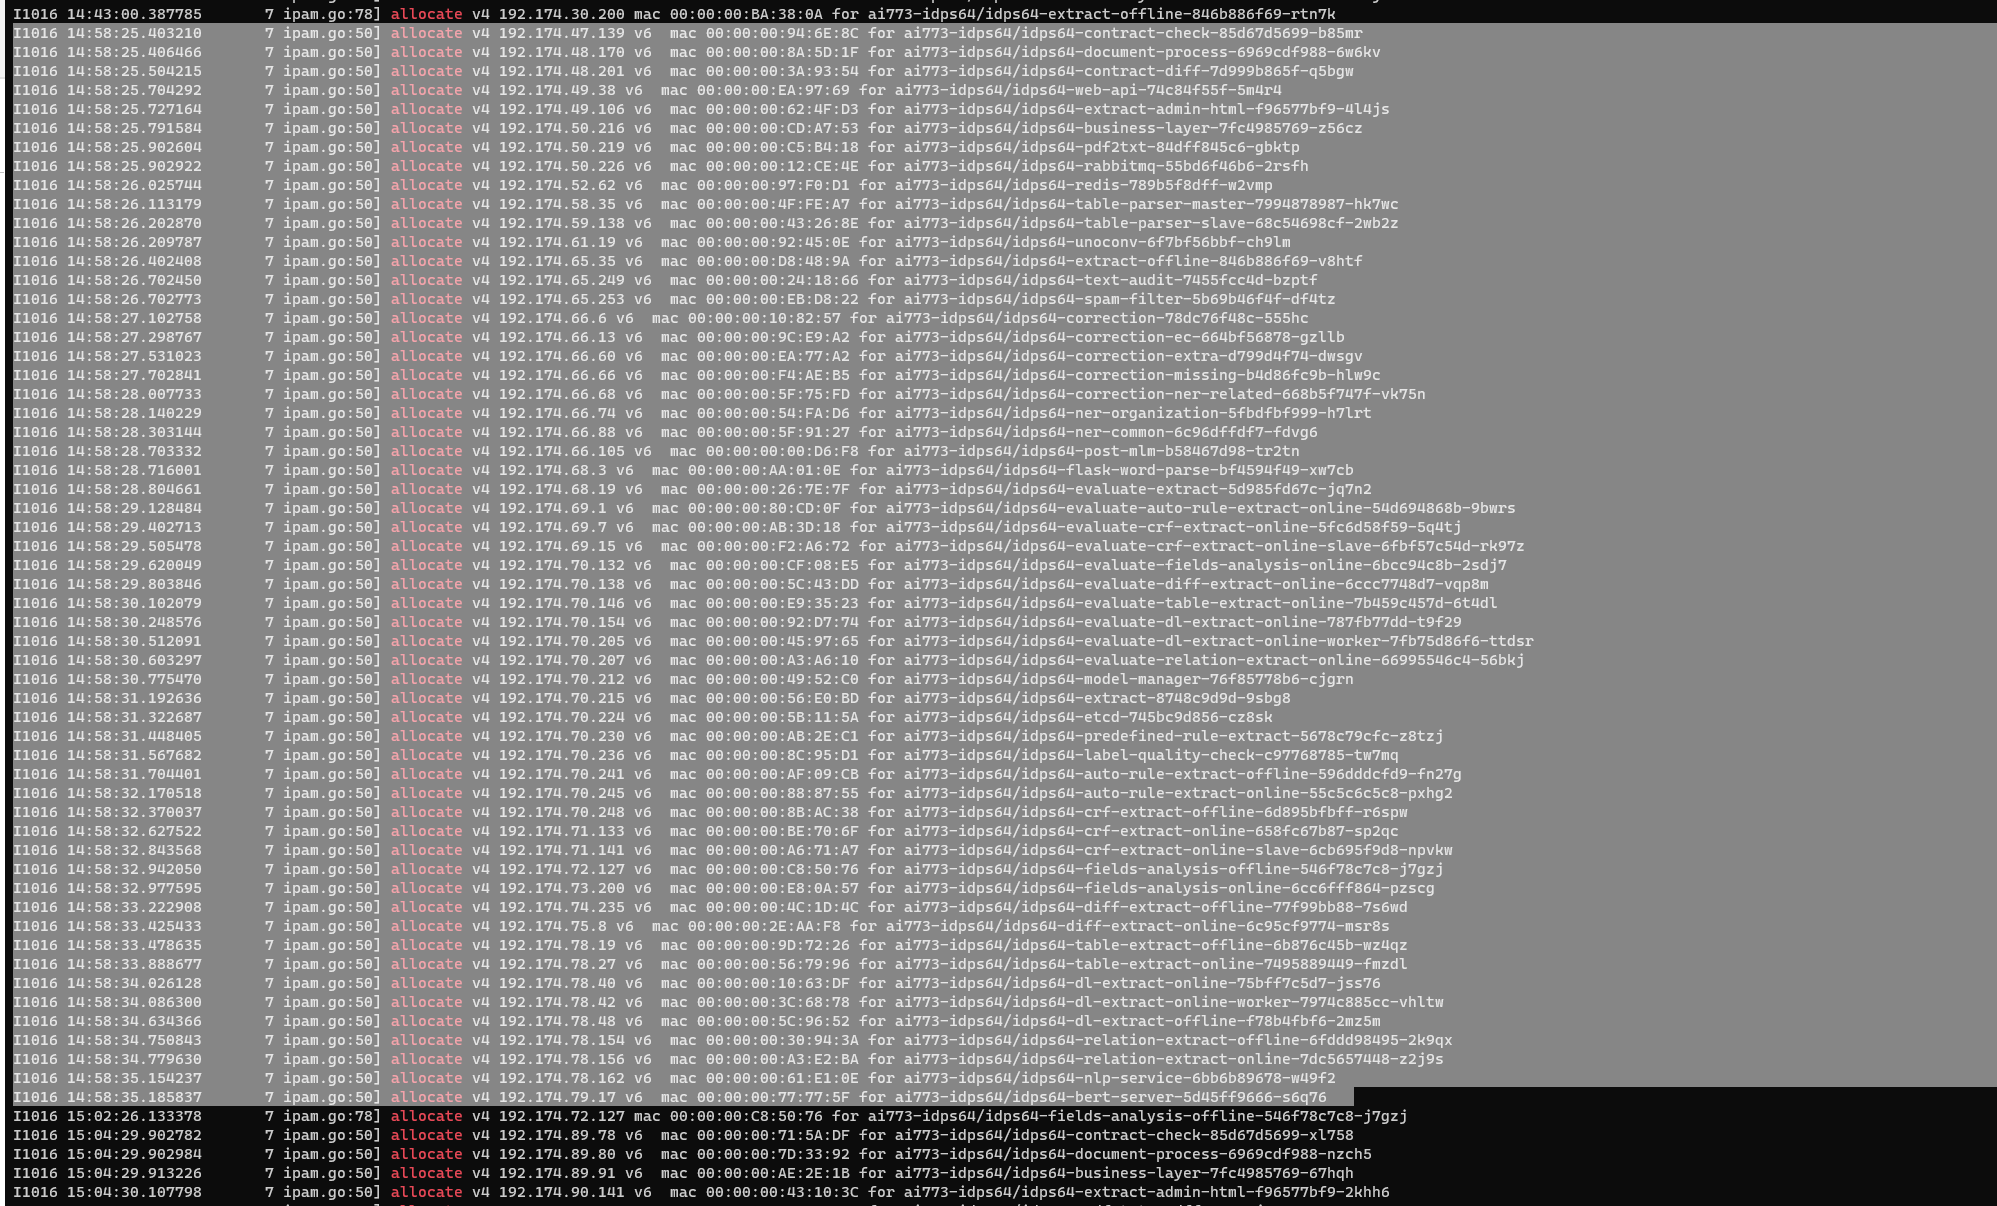 I1016 14:43:00.387785       7 ipam.go:78] allocate v4 192.174.30.200 mac 00:00:00:BA:38:0A for ai773-idps64/idps64-extract-offline-846b886f69-rtn7k
I1016 14:58:25.403210       7 ipam.go:50] allocate v4 192.174.47.139 v6  mac 00:00:00:94:6E:8C for ai773-idps64/idps64-contract-check-85d67d5699-b85mr
I1016 14:58:25.406466       7 ipam.go:50] allocate v4 192.174.48.170 v6  mac 00:00:00:8A:5D:1F for ai773-idps64/idps64-document-process-6969cdf988-6w6kv
I1016 14:58:25.504215       7 ipam.go:50] allocate v4 192.174.48.201 v6  mac 00:00:00:3A:93:54 for ai773-idps64/idps64-contract-diff-7d999b865f-q5bgw
I1016 14:58:25.704292       7 ipam.go:50] allocate v4 192.174.49.38 v6  mac 00:00:00:EA:97:69 for ai773-idps64/idps64-web-api-74c84f55f-5m4r4
I1016 14:58:25.727164       7 ipam.go:50] allocate v4 192.174.49.106 v6  mac 00:00:00:62:4F:D3 for ai773-idps64/idps64-extract-admin-html-f96577bf9-4l4js
I1016 14:58:25.791584       7 ipam.go:50] allocate v4 192.174.50.216 v6  mac 00:00:00:CD:A7:53 for ai773-idps64/idps64-business-layer-7fc4985769-z56cz
I1016 14:58:25.902604       7 ipam.go:50] allocate v4 192.174.50.219 v6  mac 00:00:00:C5:B4:18 for ai773-idps64/idps64-pdf2txt-84dff845c6-gbktp
I1016 14:58:25.902922       7 ipam.go:50] allocate v4 192.174.50.226 v6  mac 00:00:00:12:CE:4E for ai773-idps64/idps64-rabbitmq-55bd6f46b6-2rsfh
I1016 14:58:26.025744       7 ipam.go:50] allocate v4 192.174.52.62 v6  mac 00:00:00:97:F0:D1 for ai773-idps64/idps64-redis-789b5f8dff-w2vmp
I1016 14:58:26.113179       7 ipam.go:50] allocate v4 192.174.58.35 v6  mac 00:00:00:4F:FE:A7 for ai773-idps64/idps64-table-parser-master-7994878987-hk7wc
I1016 14:58:26.202870       7 ipam.go:50] allocate v4 192.174.59.138 v6  mac 00:00:00:43:26:8E for ai773-idps64/idps64-table-parser-slave-68c54698cf-2wb2z
I1016 14:58:26.209787       7 ipam.go:50] allocate v4 192.174.61.19 v6  mac 00:00:00:92:45:0E for ai773-idps64/idps64-unoconv-6f7bf56bbf-ch9lm
I1016 14:58:26.402408       7 ipam.go:50] allocate v4 192.174.65.35 v6  mac 00:00:00:D8:48:9A for ai773-idps64/idps64-extract-offline-846b886f69-v8htf
I1016 14:58:26.702450       7 ipam.go:50] allocate v4 192.174.65.249 v6  mac 00:00:00:24:18:66 for ai773-idps64/idps64-text-audit-7455fcc4d-bzptf
I1016 14:58:26.702773       7 ipam.go:50] allocate v4 192.174.65.253 v6  mac 00:00:00:EB:D8:22 for ai773-idps64/idps64-spam-filter-5b69b46f4f-df4tz
I1016 14:58:27.102758       7 ipam.go:50] allocate v4 192.174.66.6 v6  mac 00:00:00:10:82:57 for ai773-idps64/idps64-correction-78dc76f48c-555hc
I1016 14:58:27.298767       7 ipam.go:50] allocate v4 192.174.66.13 v6  mac 00:00:00:9C:E9:A2 for ai773-idps64/idps64-correction-ec-664bf56878-gzllb
I1016 14:58:27.531023       7 ipam.go:50] allocate v4 192.174.66.60 v6  mac 00:00:00:EA:77:A2 for ai773-idps64/idps64-correction-extra-d799d4f74-dwsgv
I1016 14:58:27.702841       7 ipam.go:50] allocate v4 192.174.66.66 v6  mac 00:00:00:F4:AE:B5 for ai773-idps64/idps64-correction-missing-b4d86fc9b-hlw9c
I1016 14:58:28.007733       7 ipam.go:50] allocate v4 192.174.66.68 v6  mac 00:00:00:5F:75:FD for ai773-idps64/idps64-correction-ner-related-668b5f747f-vk75n
I1016 14:58:28.140229       7 ipam.go:50] allocate v4 192.174.66.74 v6  mac 00:00:00:54:FA:D6 for ai773-idps64/idps64-ner-organization-5fbdfbf999-h7lrt
I1016 14:58:28.303144       7 ipam.go:50] allocate v4 192.174.66.88 v6  mac 00:00:00:5F:91:27 for ai773-idps64/idps64-ner-common-6c96dffdf7-fdvg6
I1016 14:58:28.703332       7 ipam.go:50] allocate v4 192.174.66.105 v6  mac 00:00:00:00:D6:F8 for ai773-idps64/idps64-post-mlm-b58467d98-tr2tn
I1016 14:58:28.716001       7 ipam.go:50] allocate v4 192.174.68.3 v6  mac 00:00:00:AA:01:0E for ai773-idps64/idps64-flask-word-parse-bf4594f49-xw7cb
I1016 14:58:28.804661       7 ipam.go:50] allocate v4 192.174.68.19 v6  mac 00:00:00:26:7E:7F for ai773-idps64/idps64-evaluate-extract-5d985fd67c-jq7n2
I1016 14:58:29.128484       7 ipam.go:50] allocate v4 192.174.69.1 v6  mac 00:00:00:80:CD:0F for ai773-idps64/idps64-evaluate-auto-rule-extract-online-54d694868b-9bwrs
I1016 14:58:29.402713       7 ipam.go:50] allocate v4 192.174.69.7 v6  mac 00:00:00:AB:3D:18 for ai773-idps64/idps64-evaluate-crf-extract-online-5fc6d58f59-5q4tj
I1016 14:58:29.505478       7 ipam.go:50] allocate v4 192.174.69.15 v6  mac 00:00:00:F2:A6:72 for ai773-idps64/idps64-evaluate-crf-extract-online-slave-6fbf57c54d-rk97z
I1016 14:58:29.620049       7 ipam.go:50] allocate v4 192.174.70.132 v6  mac 00:00:00:CF:08:E5 for ai773-idps64/idps64-evaluate-fields-analysis-online-6bcc94c8b-2sdj7
I1016 14:58:29.803846       7 ipam.go:50] allocate v4 192.174.70.138 v6  mac 00:00:00:5C:43:DD for ai773-idps64/idps64-evaluate-diff-extract-online-6ccc7748d7-vqp8m
I1016 14:58:30.102079       7 ipam.go:50] allocate v4 192.174.70.146 v6  mac 00:00:00:E9:35:23 for ai773-idps64/idps64-evaluate-table-extract-online-7b459c457d-6t4dl
I1016 14:58:30.248576       7 ipam.go:50] allocate v4 192.174.70.154 v6  mac 00:00:00:92:D7:74 for ai773-idps64/idps64-evaluate-dl-extract-online-787fb77dd-t9f29
I1016 14:58:30.512091       7 ipam.go:50] allocate v4 192.174.70.205 v6  mac 00:00:00:45:97:65 for ai773-idps64/idps64-evaluate-dl-extract-online-worker-7fb75d86f6-ttdsr
I1016 14:58:30.603297       7 ipam.go:50] allocate v4 192.174.70.207 v6  mac 00:00:00:A3:A6:10 for ai773-idps64/idps64-evaluate-relation-extract-online-66995546c4-56bkj
I1016 14:58:30.775470       7 ipam.go:50] allocate v4 192.174.70.212 v6  mac 00:00:00:49:52:C0 for ai773-idps64/idps64-model-manager-76f85778b6-cjgrn
I1016 14:58:31.192636       7 ipam.go:50] allocate v4 192.174.70.215 v6  mac 00:00:00:56:E0:BD for ai773-idps64/idps64-extract-8748c9d9d-9sbg8
I1016 14:58:31.322687       7 ipam.go:50] allocate v4 192.174.70.224 v6  mac 00:00:00:5B:11:5A for ai773-idps64/idps64-etcd-745bc9d856-cz8sk
I1016 14:58:31.448405       7 ipam.go:50] allocate v4 192.174.70.230 v6  mac 00:00:00:AB:2E:C1 for ai773-idps64/idps64-predefined-rule-extract-5678c79cfc-z8tzj
I1016 14:58:31.567682       7 ipam.go:50] allocate v4 192.174.70.236 v6  mac 00:00:00:8C:95:D1 for ai773-idps64/idps64-label-quality-check-c97768785-tw7mq
I1016 14:58:31.704401       7 ipam.go:50] allocate v4 192.174.70.241 v6  mac 00:00:00:AF:09:CB for ai773-idps64/idps64-auto-rule-extract-offline-596dddcfd9-fn27g
I1016 14:58:32.170518       7 ipam.go:50] allocate v4 192.174.70.245 v6  mac 00:00:00:88:87:55 for ai773-idps64/idps64-auto-rule-extract-online-55c5c6c5c8-pxhg2
I1016 14:58:32.370037       7 ipam.go:50] allocate v4 192.174.70.248 v6  mac 00:00:00:8B:AC:38 for ai773-idps64/idps64-crf-extract-offline-6d895bfbff-r6spw
I1016 14:58:32.627522       7 ipam.go:50] allocate v4 192.174.71.133 v6  mac 00:00:00:BE:70:6F for ai773-idps64/idps64-crf-extract-online-658fc67b87-sp2qc
I1016 14:58:32.843568       7 ipam.go:50] allocate v4 192.174.71.141 v6  mac 00:00:00:A6:71:A7 for ai773-idps64/idps64-crf-extract-online-slave-6cb695f9d8-npvkw
I1016 14:58:32.942050       7 ipam.go:50] allocate v4 192.174.72.127 v6  mac 00:00:00:C8:50:76 for ai773-idps64/idps64-fields-analysis-offline-546f78c7c8-j7gzj
I1016 14:58:32.977595       7 ipam.go:50] allocate v4 192.174.73.200 v6  mac 00:00:00:E8:0A:57 for ai773-idps64/idps64-fields-analysis-online-6cc6fff864-pzscg
I1016 14:58:33.222908       7 ipam.go:50] allocate v4 192.174.74.235 v6  mac 00:00:00:4C:1D:4C for ai773-idps64/idps64-diff-extract-offline-77f99bb88-7s6wd
I1016 14:58:33.425433       7 ipam.go:50] allocate v4 192.174.75.8 v6  mac 00:00:00:2E:AA:F8 for ai773-idps64/idps64-diff-extract-online-6c95cf9774-msr8s
I1016 14:58:33.478635       7 ipam.go:50] allocate v4 192.174.78.19 v6  mac 00:00:00:9D:72:26 for ai773-idps64/idps64-table-extract-offline-6b876c45b-wz4qz
I1016 14:58:33.888677       7 ipam.go:50] allocate v4 192.174.78.27 v6  mac 00:00:00:56:79:96 for ai773-idps64/idps64-table-extract-online-7495889449-fmzdl
I1016 14:58:34.026128       7 ipam.go:50] allocate v4 192.174.78.40 v6  mac 00:00:00:10:63:DF for ai773-idps64/idps64-dl-extract-online-75bff7c5d7-jss76
I1016 14:58:34.086300       7 ipam.go:50] allocate v4 192.174.78.42 v6  mac 00:00:00:3C:68:78 for ai773-idps64/idps64-dl-extract-online-worker-7974c885cc-vhltw
I1016 14:58:34.634366       7 ipam.go:50] allocate v4 192.174.78.48 v6  mac 00:00:00:5C:96:52 for ai773-idps64/idps64-dl-extract-offline-f78b4fbf6-2mz5m
I1016 14:58:34.750843       7 ipam.go:50] allocate v4 192.174.78.154 v6  mac 00:00:00:30:94:3A for ai773-idps64/idps64-relation-extract-offline-6fddd98495-2k9qx
I1016 14:58:34.779630       7 ipam.go:50] allocate v4 192.174.78.156 v6  mac 00:00:00:A3:E2:BA for ai773-idps64/idps64-relation-extract-online-7dc5657448-z2j9s
I1016 14:58:35.154237       7 ipam.go:50] allocate v4 192.174.78.162 v6  mac 00:00:00:61:E1:0E for ai773-idps64/idps64-nlp-service-6bb6b89678-w49f2
I1016 14:58:35.185837       7 ipam.go:50] allocate v4 192.174.79.17 v6  mac 00:00:00:77:77:5F for ai773-idps64/idps64-bert-server-5d45ff9666-s6q76
I1016 15:02:26.133378       7 ipam.go:78] allocate v4 192.174.72.127 mac 00:00:00:C8:50:76 for ai773-idps64/idps64-fields-analysis-offline-546f78c7c8-j7gzj
I1016 15:04:29.902782       7 ipam.go:50] allocate v4 192.174.89.78 v6  mac 00:00:00:71:5A:DF for ai773-idps64/idps64-contract-check-85d67d5699-xl758
I1016 15:04:29.902984       7 ipam.go:50] allocate v4 192.174.89.80 v6  mac 00:00:00:7D:33:92 for ai773-idps64/idps64-document-process-6969cdf988-nzch5
I1016 15:04:29.913226       7 ipam.go:50] allocate v4 192.174.89.91 v6  mac 00:00:00:AE:2E:1B for ai773-idps64/idps64-business-layer-7fc4985769-67hqh
I1016 15:04:30.107798       7 ipam.go:50] allocate v4 192.174.90.141 v6  mac 00:00:00:43:10:3C for ai773-idps64/idps64-extract-admin-html-f96577bf9-2khh6